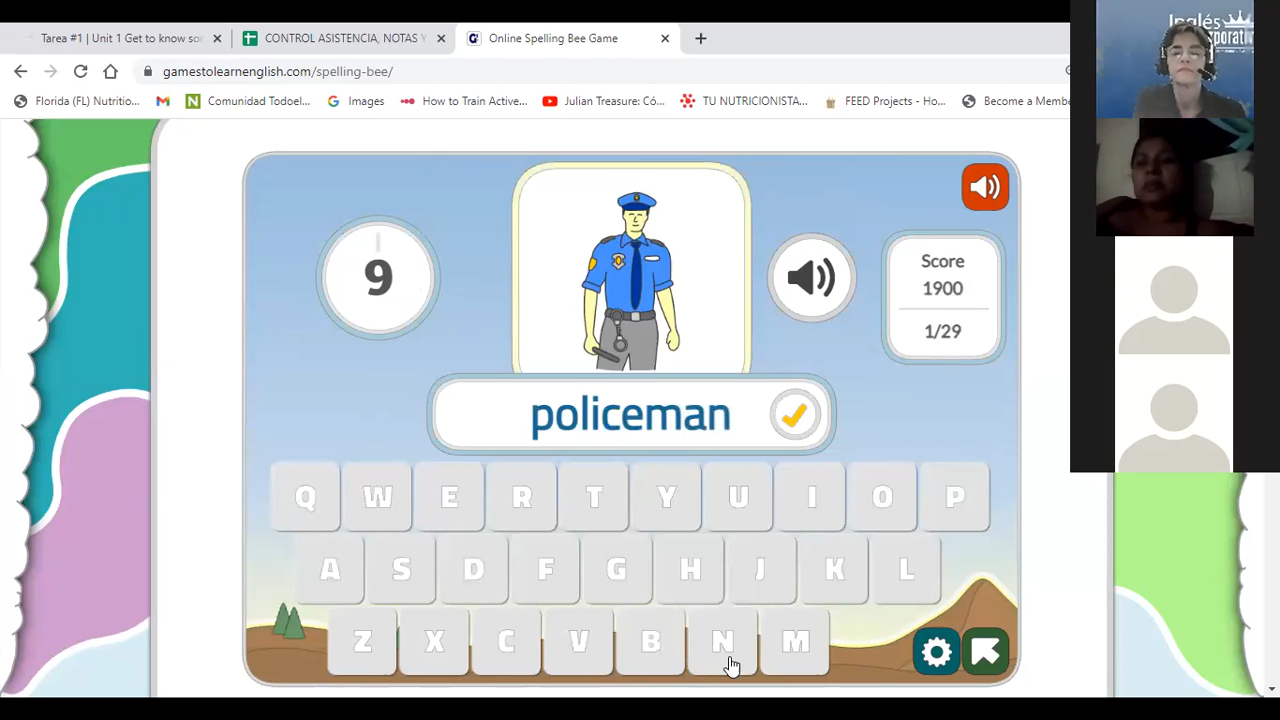 Tarea #1 | Unit 1 Get to know so
CONTROL ASISTENCIA, NOTAS Y
Online Spelling Bee Game
gamestolearnenglish.com/spelling-bee/
Florida (FL) Nutritio...
Comunidad Todoel...
Images
How to Train Active...
Julian Treasure: Có...
TU NUTRICIONISTA...
FEED Projects - Ho...
Become a Membe
Inglés
9
Score
1900
1/29
policeman
Q W E R T Y U I O P
A S D F G H J K L
Z X C V B N M